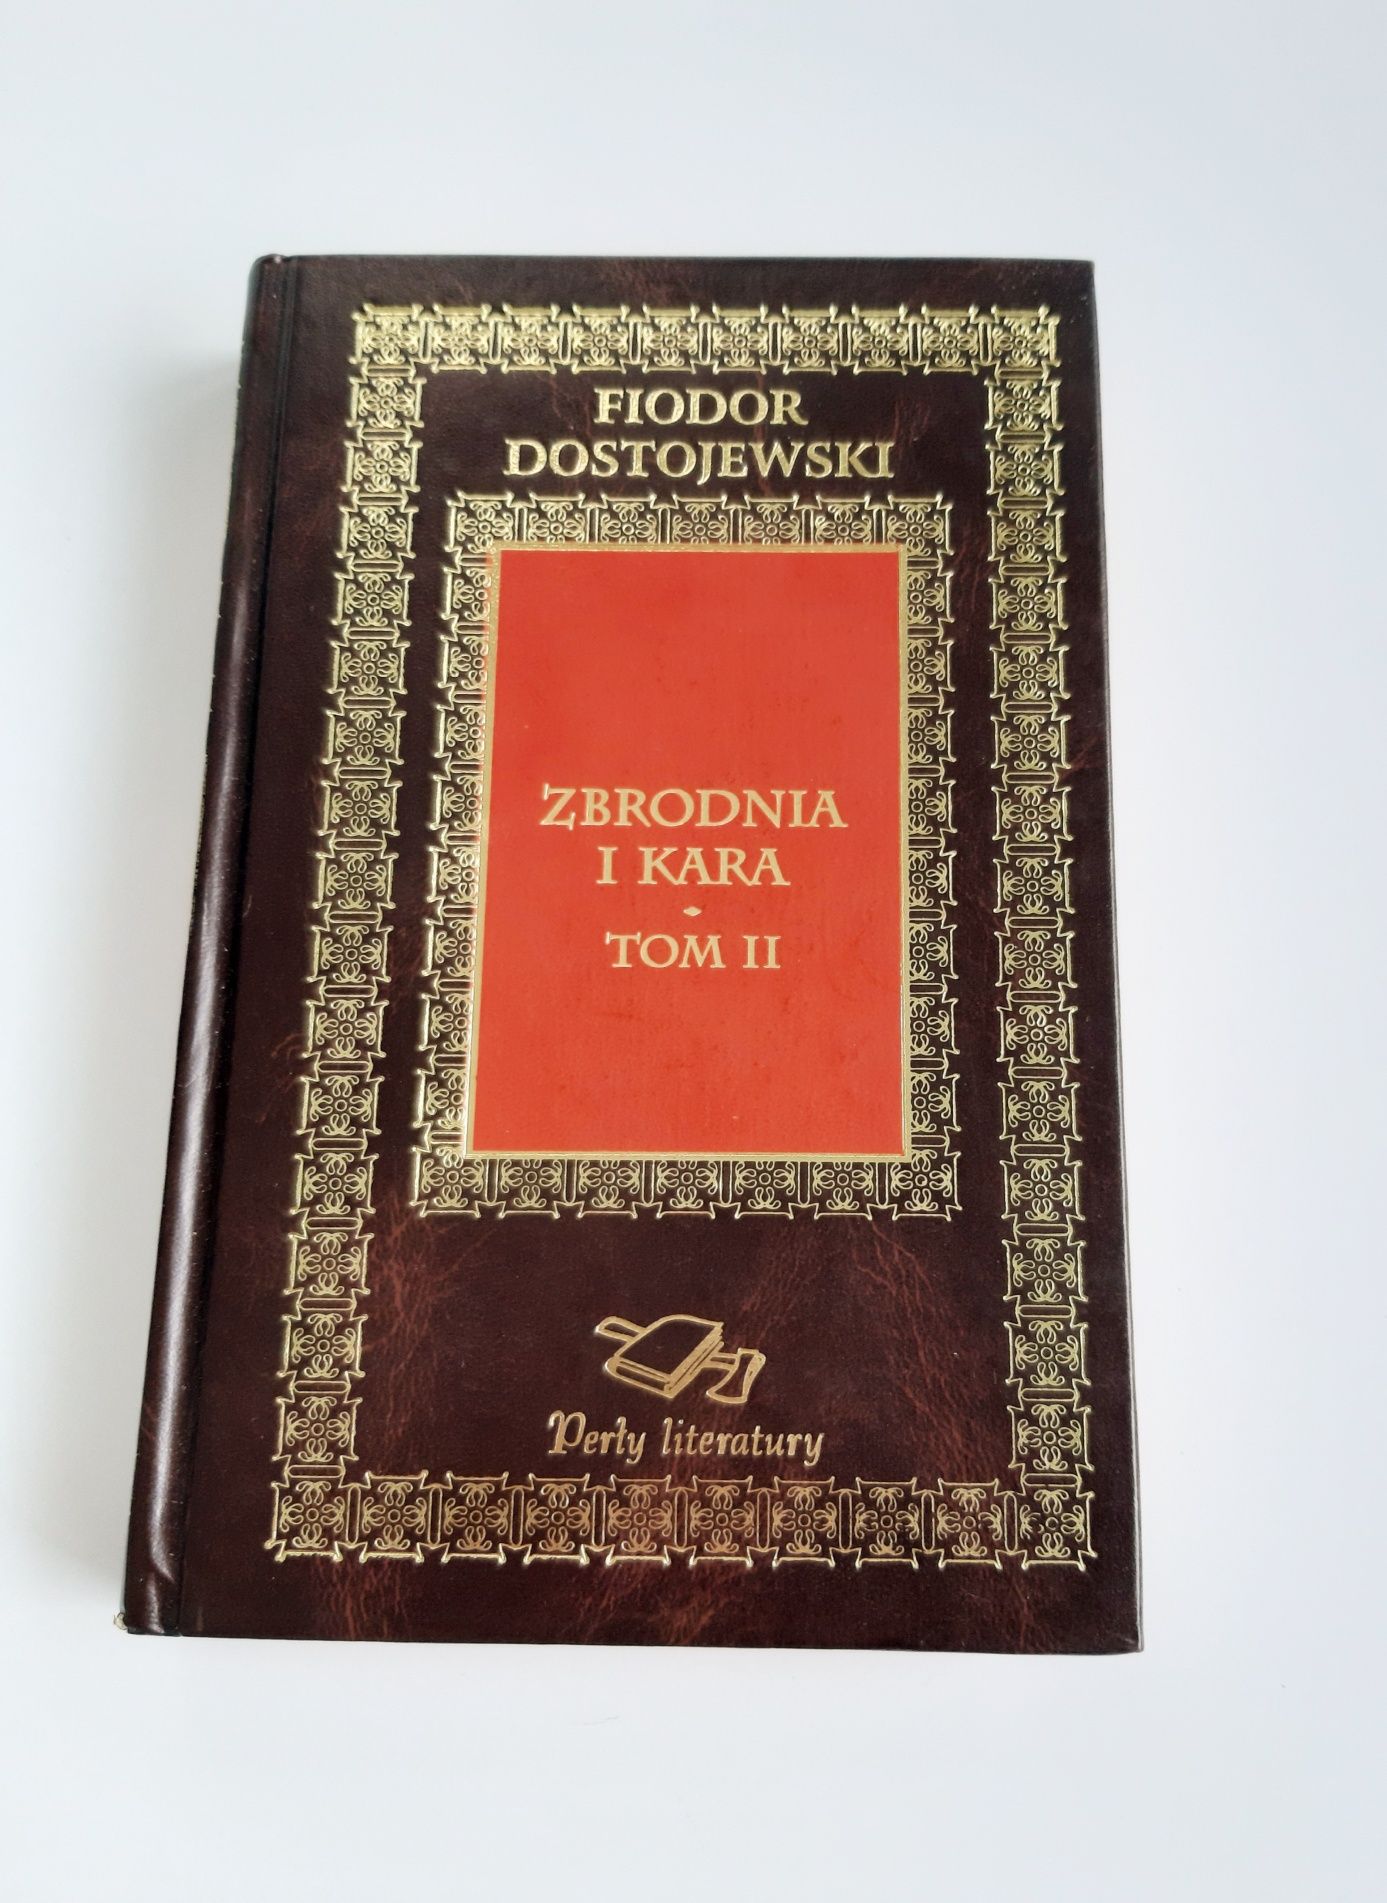 FIODOR
DOSTOJEWSKI
ZBRODNIA
I KARA
TOM II
Perły literatury